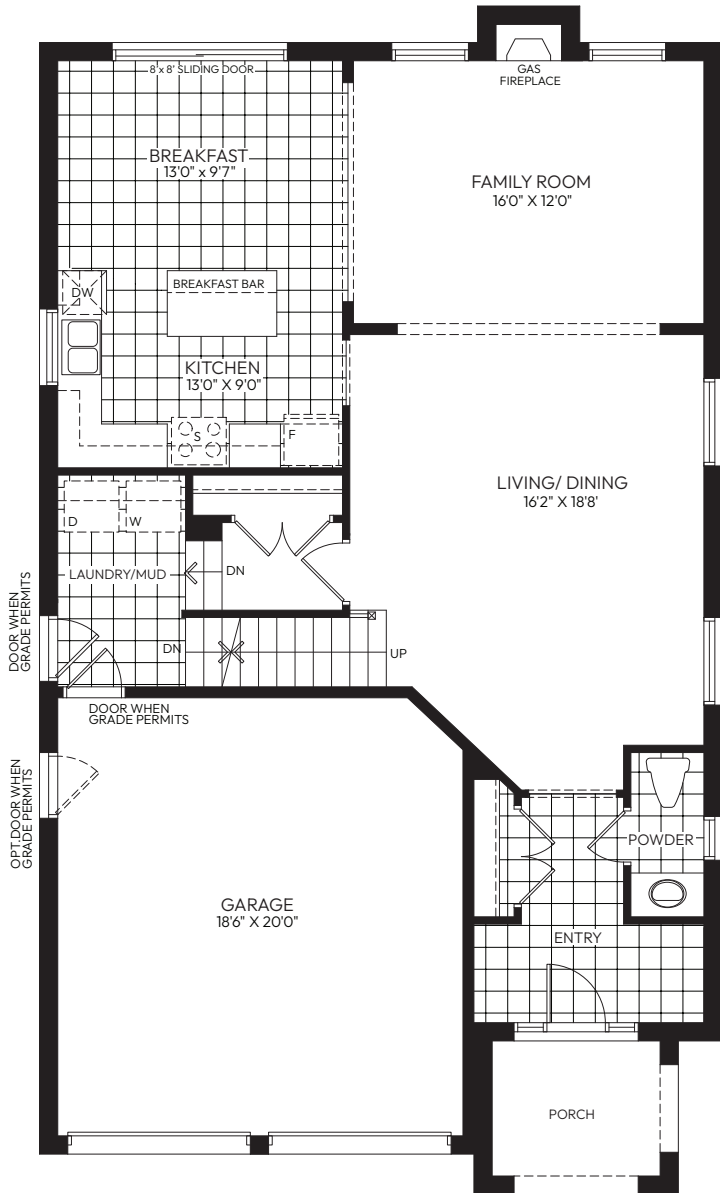 8 x 8' SLIDING DOOR
GAS
FIREPLACE
BREAKFAST
13'0" x 9'7"
FAMILY ROOM
16'0" X 12'0"
DW
BREAKFAST BAR
KITCHEN
13'0" X 9'0"
S
F
LIVING/ DINING
16'2" X 18'8'
D
W
LAUNDRY/MUD
DN
DOOR WHEN
GRADE PERMITS
DN
UP
DOOR WHEN
GRADE PERMITS
OPT.DOOR WHEN
GRADE PERMITS
POWDER
GARAGE
18'6" X 20'0"
ENTRY
PORCH